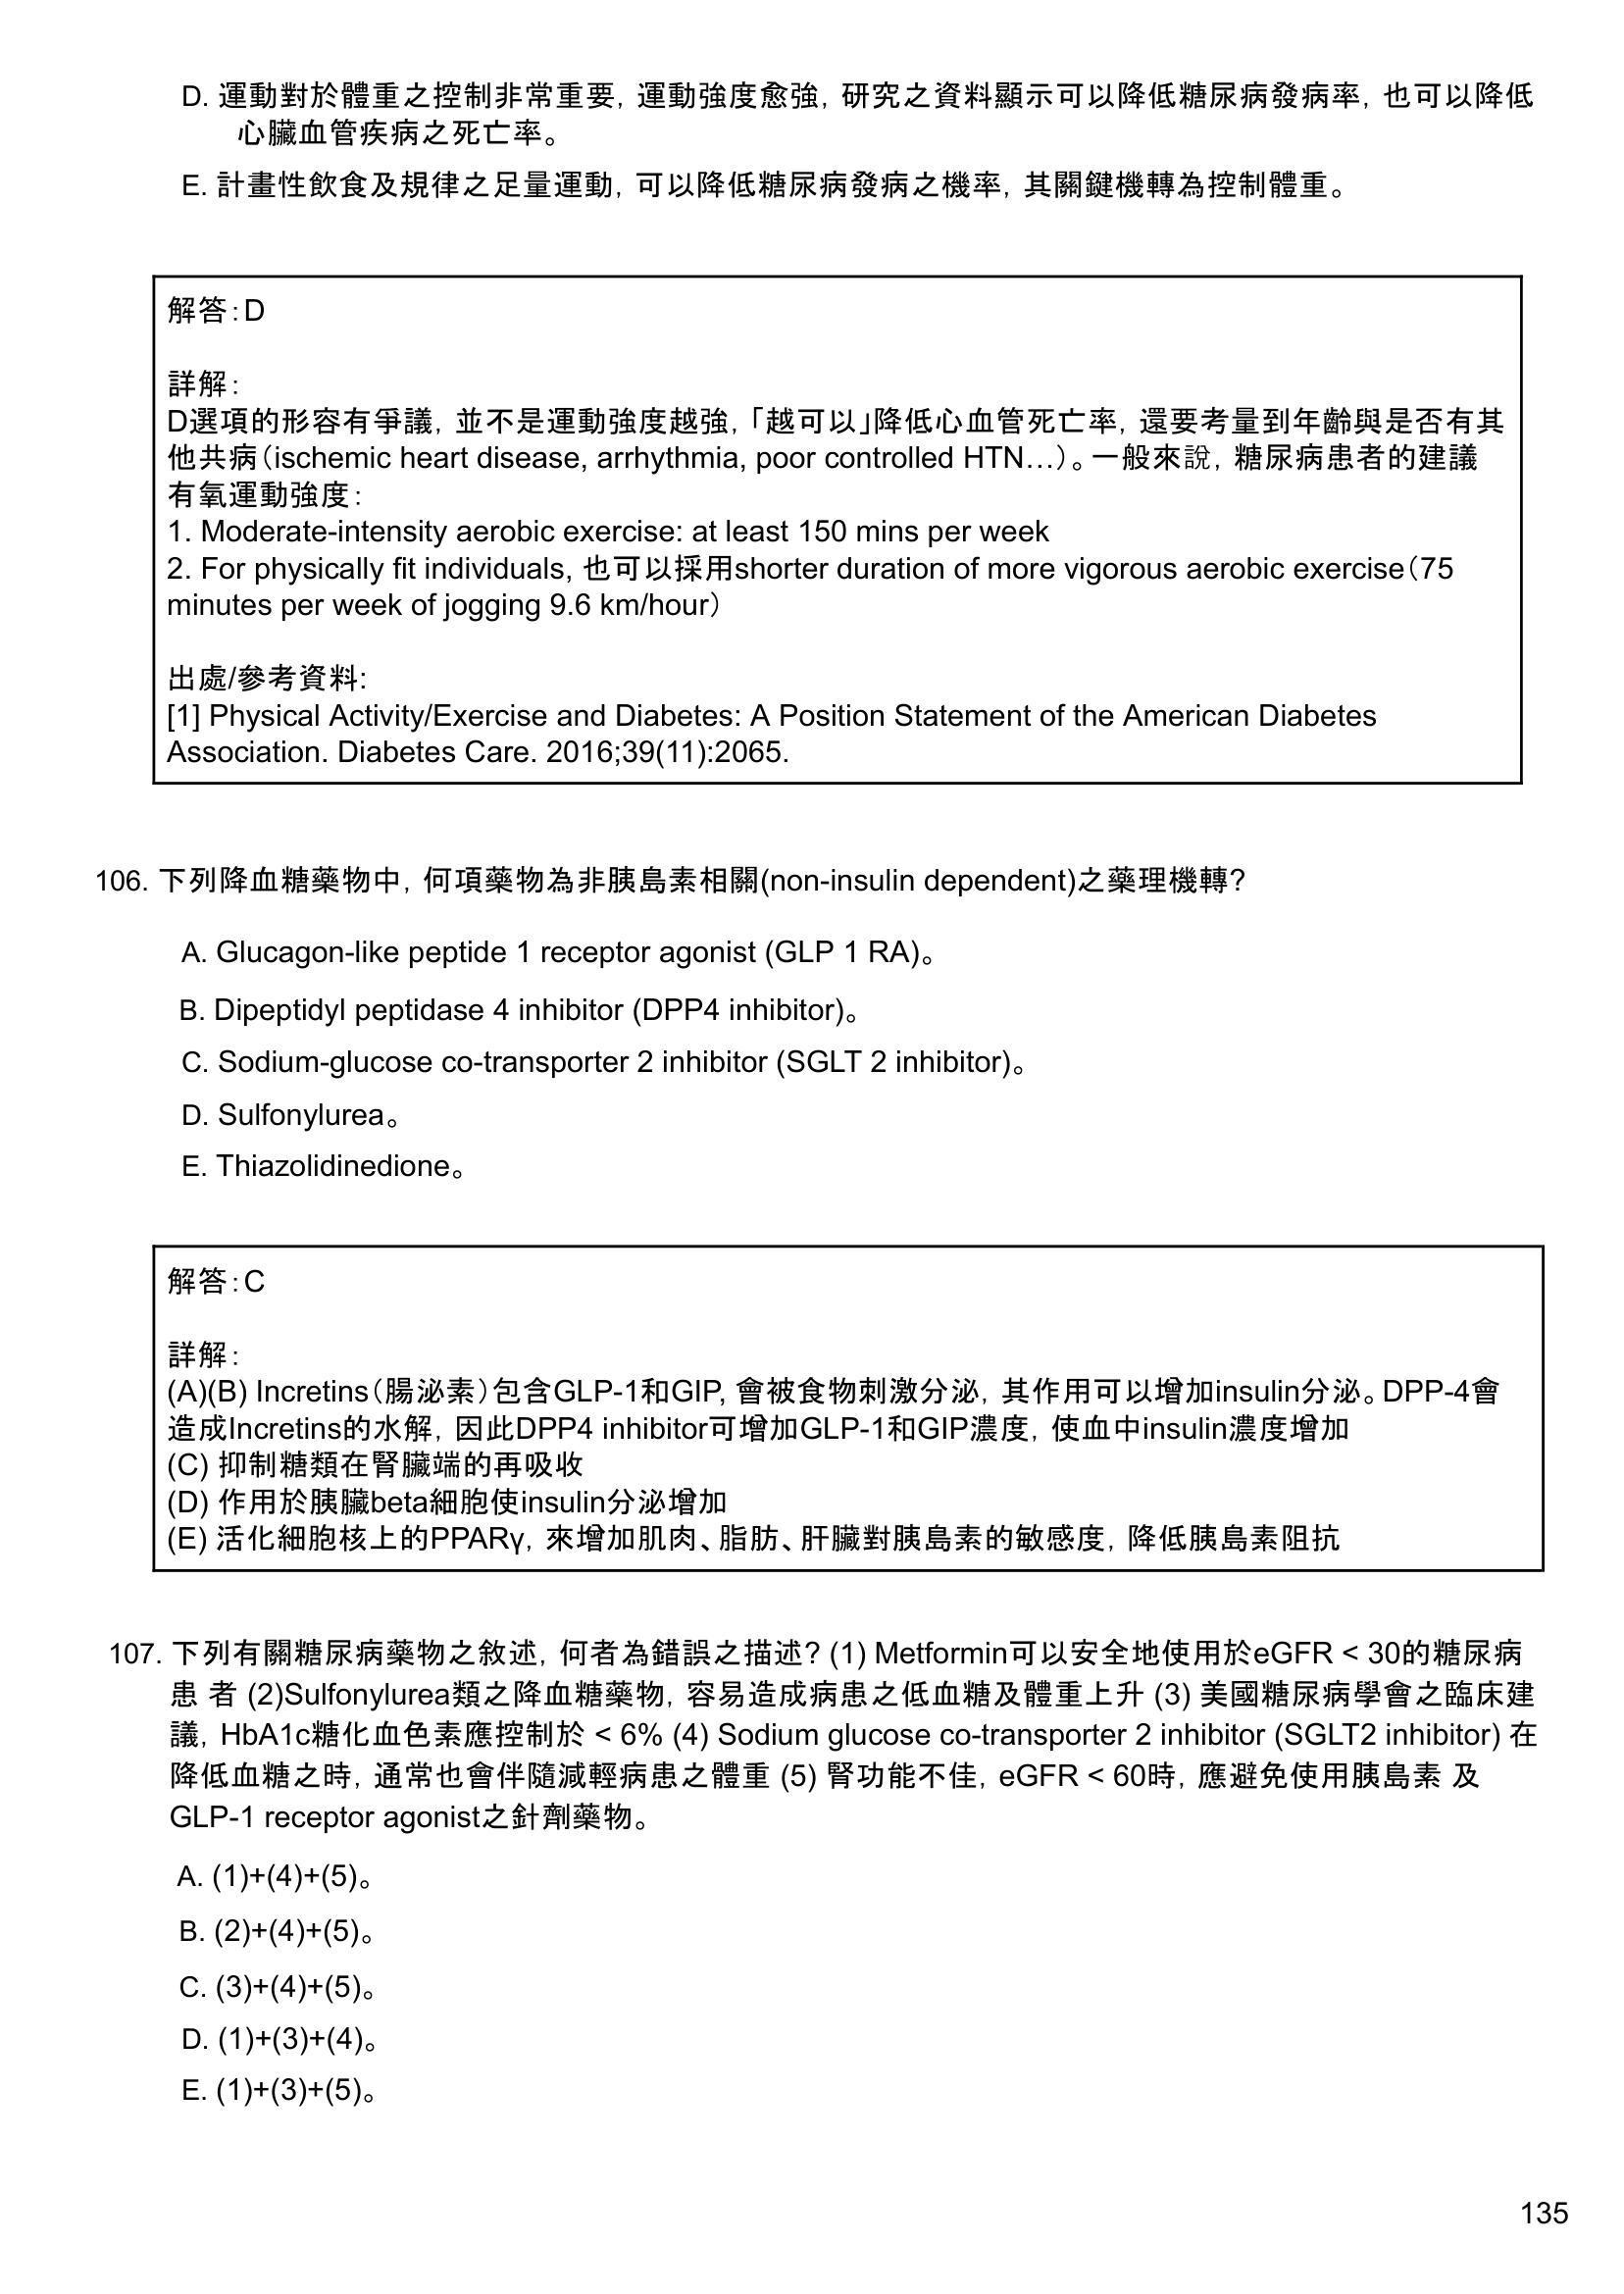 D. 運動對於體重之控制非常重要，運動強度愈強，研究之資料顯示可以降低糖尿病發病率，也可以降低
心臟血管疾病之死亡率。
E. 計畫性飲食及規律之足量運動，可以降低糖尿病發病之機率，其關鍵機轉為控制體重。
解答：D
詳解：
D選項的形容有爭議，並不是運動強度越強，「越可以」降低心血管死亡率，還要考量到年齡與是否有其
他共病（ischemic heart disease, arrhythmia, poor controlled HTN…）。一般來說，糖尿病患者的建議
有氧運動強度：
1. Moderate-intensity aerobic exercise: at least 150 mins per week
2. For physically fit individuals, 也可以採用shorter duration of more vigorous aerobic exercise（75
minutes per week of jogging 9.6 km/hour）
出處/參考資料:
[1] Physical Activity/Exercise and Diabetes: A Position Statement of the American Diabetes
Association. Diabetes Care. 2016;39(11):2065.
106. 下列降血糖藥物中，何項藥物為非胰島素相關(non-insulin dependent)之藥理機轉?
A. Glucagon-like peptide 1 receptor agonist (GLP 1 RA)。
B. Dipeptidyl peptidase 4 inhibitor (DPP4 inhibitor)。
C. Sodium-glucose co-transporter 2 inhibitor (SGLT 2 inhibitor)。
D. Sulfonylurea。
E. Thiazolidinedione。
解答：C
詳解：
(A)(B) Incretins（腸泌素）包含GLP-1和GIP, 會被食物刺激分泌，其作用可以增加insulin分泌。DPP-4會
造成Incretins的水解，因此DPP4 inhibitor可增加GLP-1和GIP濃度，使血中insulin濃度增加
(C) 抑制糖類在腎臟端的再吸收
(D) 作用於胰臟beta細胞使insulin分泌增加
(E) 活化細胞核上的PPARγ，來增加肌肉、脂肪、肝臟對胰島素的敏感度，降低胰島素阻抗
107. 下列有關糖尿病藥物之敘述，何者為錯誤之描述? (1) Metformin可以安全地使用於eGFR < 30的糖尿病
患 者 (2)Sulfonylurea類之降血糖藥物，容易造成病患之低血糖及體重上升 (3) 美國糖尿病學會之臨床建
議，HbA1c糖化血色素應控制於 < 6% (4) Sodium glucose co-transporter 2 inhibitor (SGLT2 inhibitor) 在
降低血糖之時，通常也會伴隨減輕病患之體重 (5) 腎功能不佳，eGFR < 60時，應避免使用胰島素 及
GLP-1 receptor agonist之針劑藥物。
A. (1)+(4)+(5)。
B. (2)+(4)+(5)。
C. (3)+(4)+(5)。
D. (1)+(3)+(4)。
E. (1)+(3)+(5)。
135